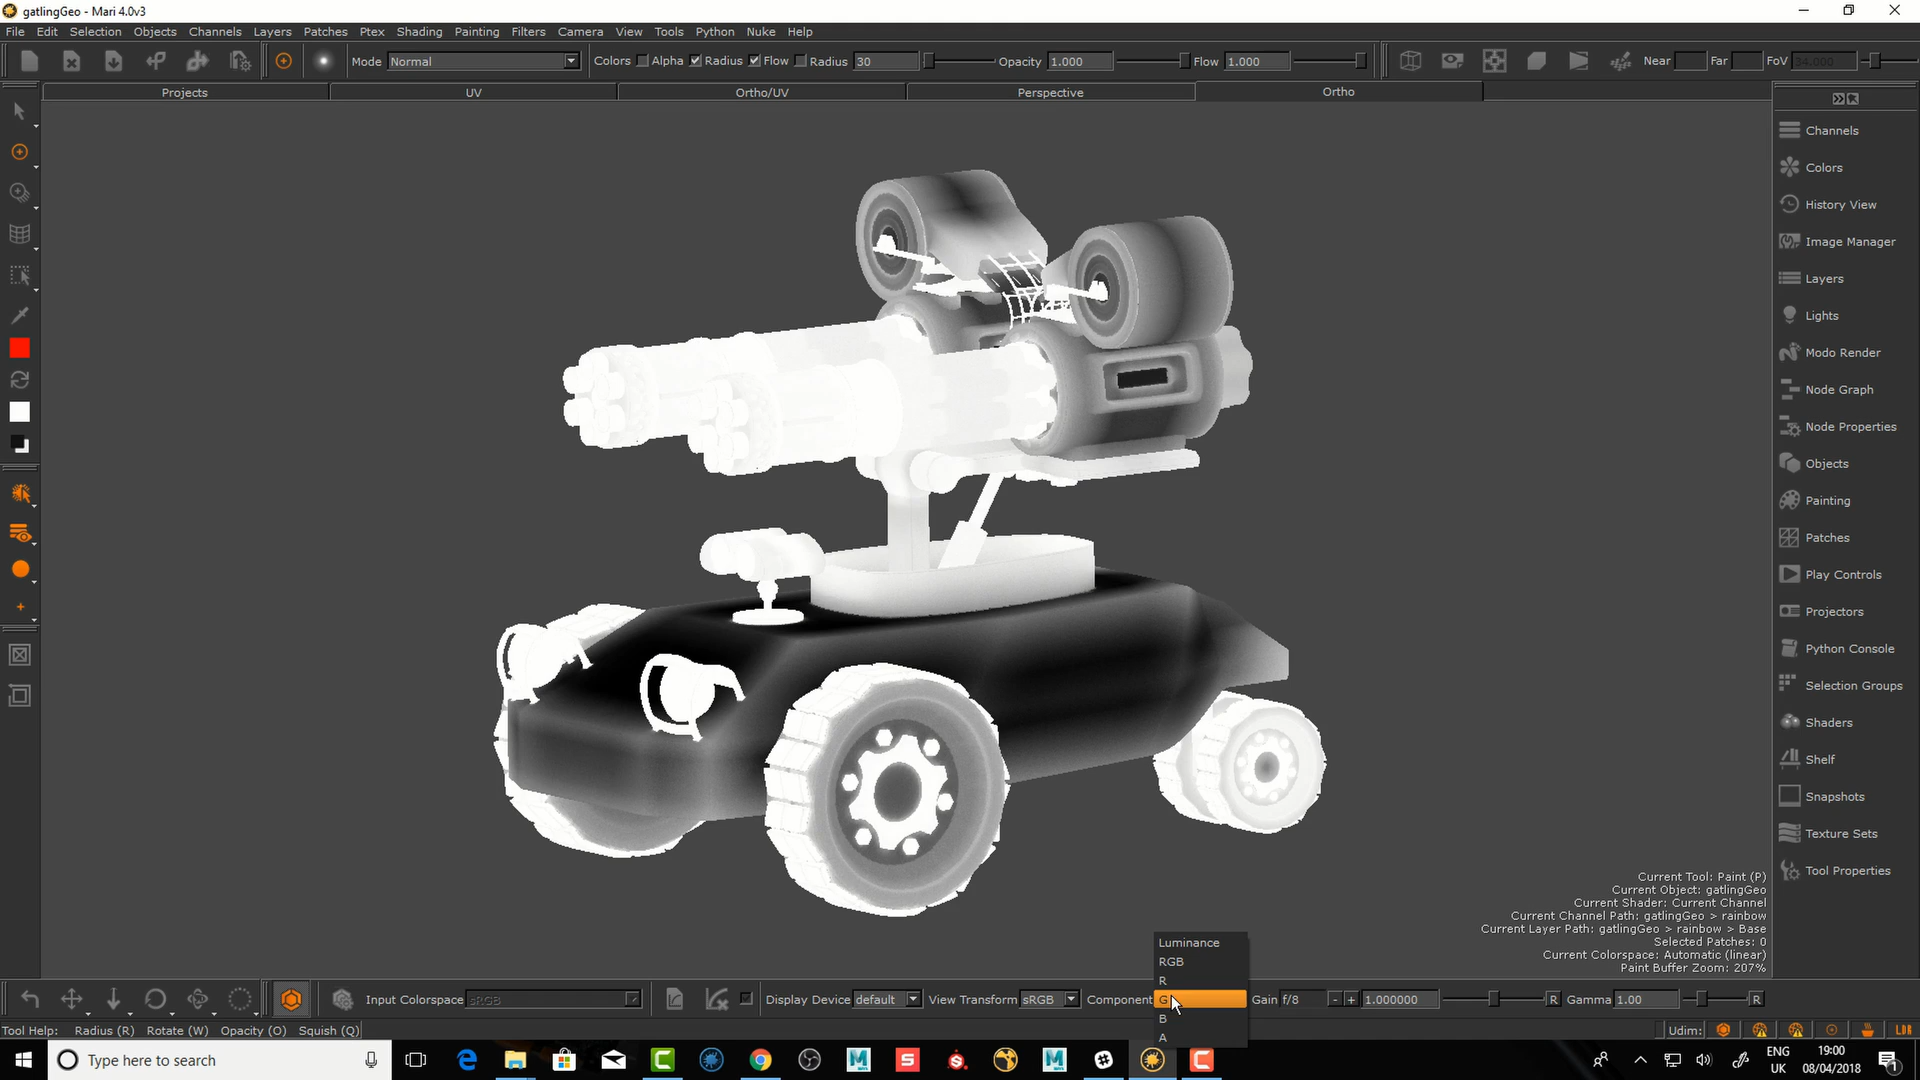 gatlingGeo - Mari 4.0v3
File Edit Selection Objects Channels Layers Patches Ptex Shading Painting Filters Camera View Tools Python Nuke Help
Mode Normal Colors Alpha Radius Flow Radius 30 Opacity 1.000 Flow 1.000 Near Far FoV 34.000
Projects UV Ortho/UV Perspective Ortho
Channels
Colors
History View
Image Manager
Layers
Lights
Modo Render
Node Graph
Node Properties
Objects
Painting
Patches
Play Controls
Projectors
Python Console
Selection Groups
Shaders
Shelf
Snapshots
Texture Sets
Tool Properties
Current Tool: Paint (P)
Current Object: gatlingGeo
Current Shader: Current Channel
Current Channel Path: gatlingGeo > rainbow
Current Layer Path: gatlingGeo > rainbow > Base
Selected Patches: 0
Current Colorspace: Automatic (linear)
Paint Buffer Zoom: 207%
Luminance
RGB
R
G
B
A
Input Colorspace sRGB Display Device default View Transform sRGB Component Gain f/8 - + 1.000000 R Gamma 1.00 R
Tool Help: Radius (R) Rotate (W) Opacity (O) Squish (Q) Udim: LDR
Type here to search
ENG
UK
19:00
08/04/2018
1